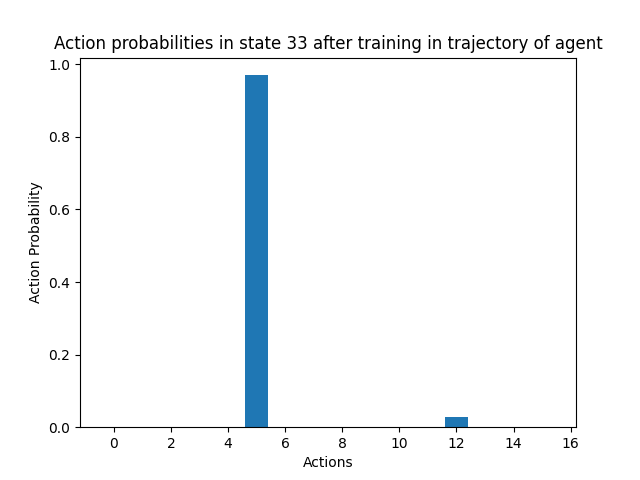 Action probabilities in state 33 after training in trajectory of agent
1.0
0.8
0.6
0.4
0.2
0.0
Action Probability
0 2 4 6 8 10 12 14 16
Actions